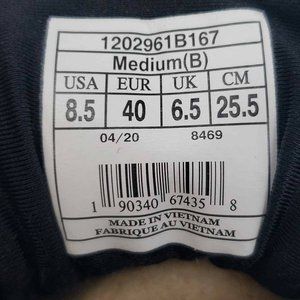 1202961B167
Medium(B)
USA EUR UK CM
8.5 40 6.5 25.5
04/20 8469
1 90340 67435 8
MADE IN VIETNAM
FABRIQUE AU VIETNAM